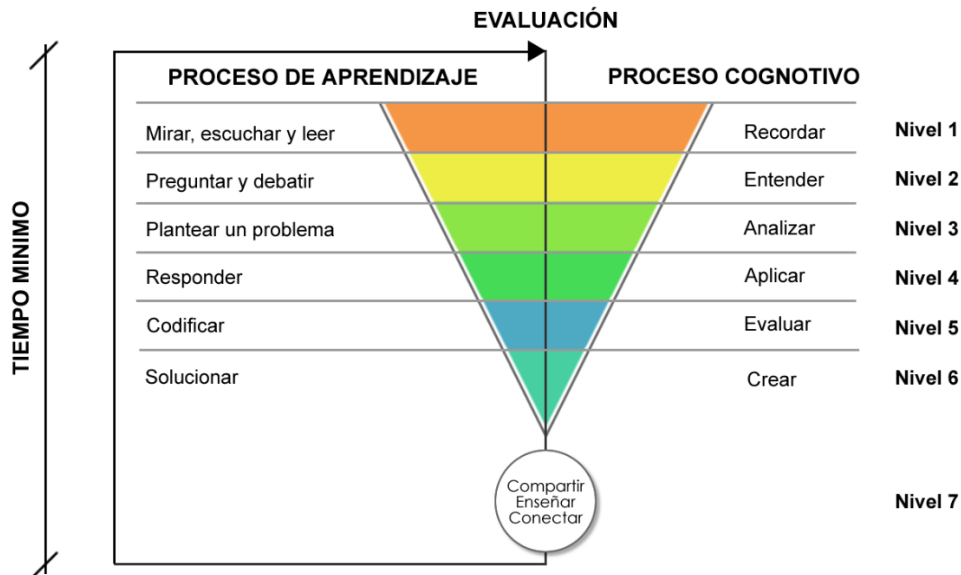 EVALUACIÓN
PROCESO DE APRENDIZAJE
PROCESO COGNOTIVO
Mirar, escuchar y leer
Recordar
Nivel 1
Preguntar y debatir
Entender
Nivel 2
Plantear un problema
Analizar
Nivel 3
Responder
Aplicar
Nivel 4
Codificar
Evaluar
Nivel 5
Solucionar
Crear
Nivel 6
Compartir
Enseñar
Conectar
Nivel 7
TIEMPO MINIMO